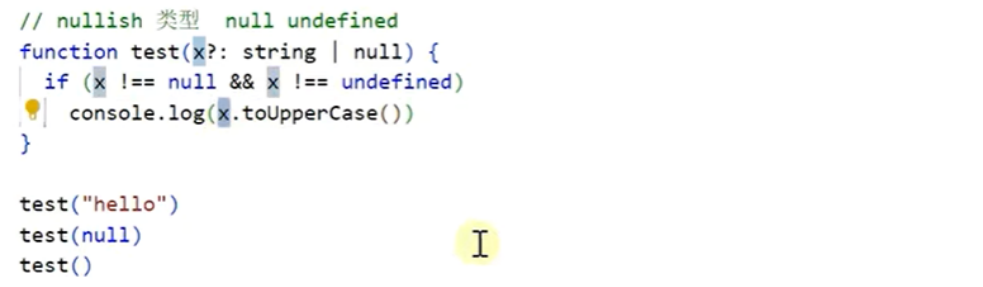 // nullish 类型  null undefined
function test(x?: string | null) {
  if (x !== null && x !== undefined)
    console.log(x.toUpperCase())
}
test("hello")
test(null)
test()